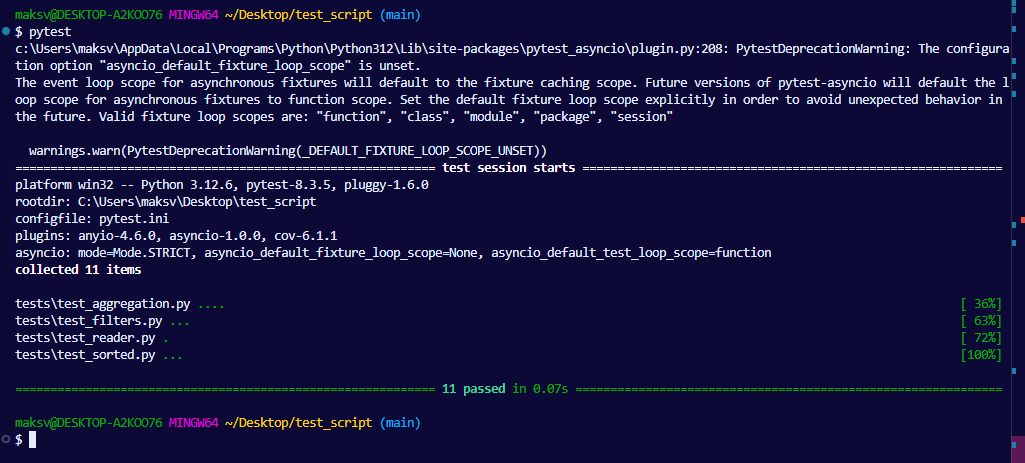 maksv@DESKTOP-A2KOO76 MINGW64 ~/Desktop/test_script (main)
$ pytest
c:\Users\maksv\AppData\Local\Programs\Python\Python312\Lib\site-packages\pytest_asyncio\plugin.py:208: PytestDeprecationWarning: The configura
tion option "asyncio_default_fixture_loop_scope" is unset.
The event loop scope for asynchronous fixtures will default to the fixture caching scope. Future versions of pytest-asyncio will default the l
oop scope for asynchronous fixtures to function scope. Set the default fixture loop scope explicitly in order to avoid unexpected behavior in
the future. Valid fixture loop scopes are: "function", "class", "module", "package", "session"
warnings.warn(PytestDeprecationWarning(_DEFAULT_FIXTURE_LOOP_SCOPE_UNSET))
============================================================ test session starts ============================================================
platform win32 -- Python 3.12.6, pytest-8.3.5, pluggy-1.6.0
rootdir: C:\Users\maksv\Desktop\test_script
configfile: pytest.ini
plugins: anyio-4.6.0, asyncio-1.0.0, cov-6.1.1
asyncio: mode=Mode.STRICT, asyncio_default_fixture_loop_scope=None, asyncio_default_test_loop_scope=function
collected 11 items
tests\test_aggregation.py .... [ 36%]
tests\test_filters.py ... [ 63%]
tests\test_reader.py . [ 72%]
tests\test_sorted.py ... [100%]
============================================================ 11 passed in 0.07s =============================================================
maksv@DESKTOP-A2KOO76 MINGW64 ~/Desktop/test_script (main)
$